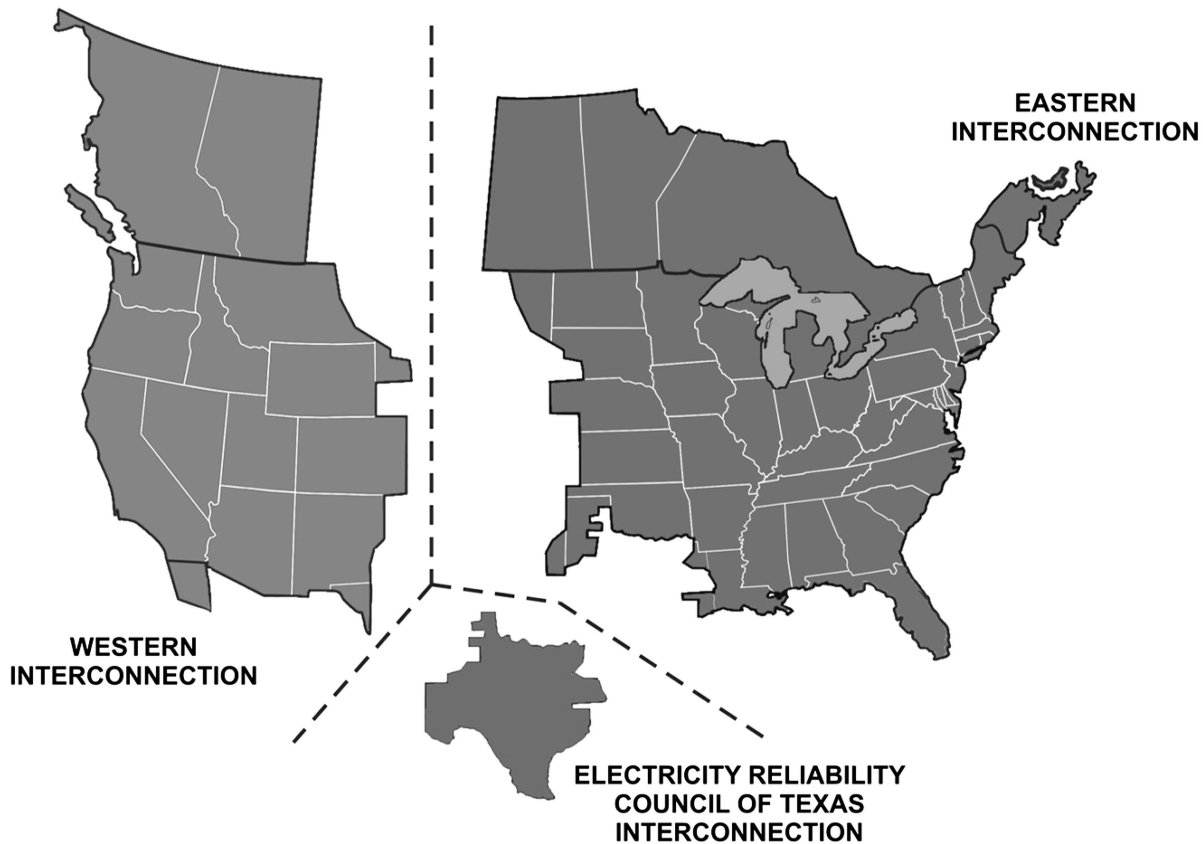 EASTERN
INTERCONNECTION
WESTERN
INTERCONNECTION
ELECTRICITY RELIABILITY
COUNCIL OF TEXAS
INTERCONNECTION